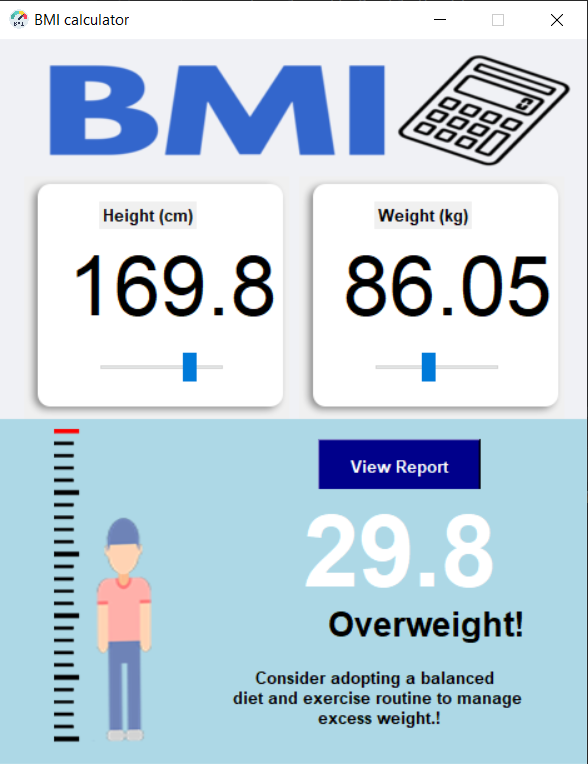 BMI calculator
BMI
Height (cm)
Weight (kg)
169.8
86.05
View Report
29.8
Overweight!
Consider adopting a balanced
diet and exercise routine to manage
excess weight.!